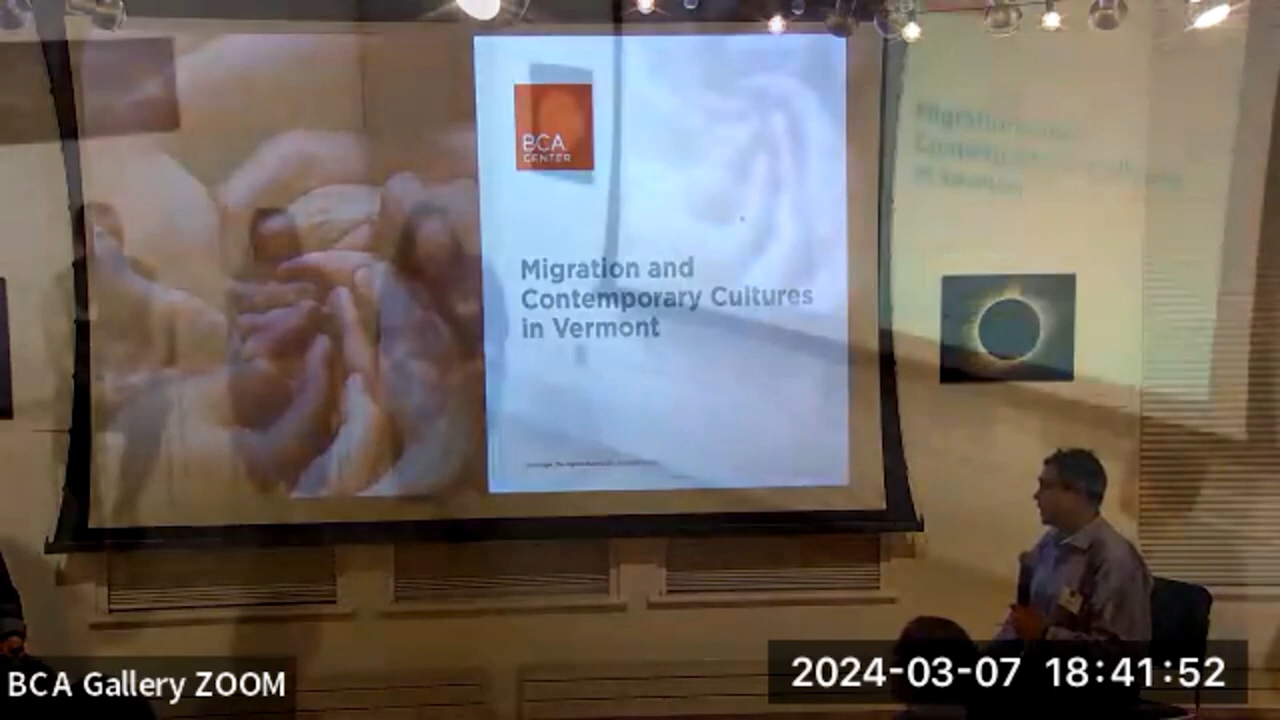 BCA
CENTER
Migration and
Contemporary Cultures
in Vermont
BCA Gallery ZOOM
2024-03-07 18:41:52